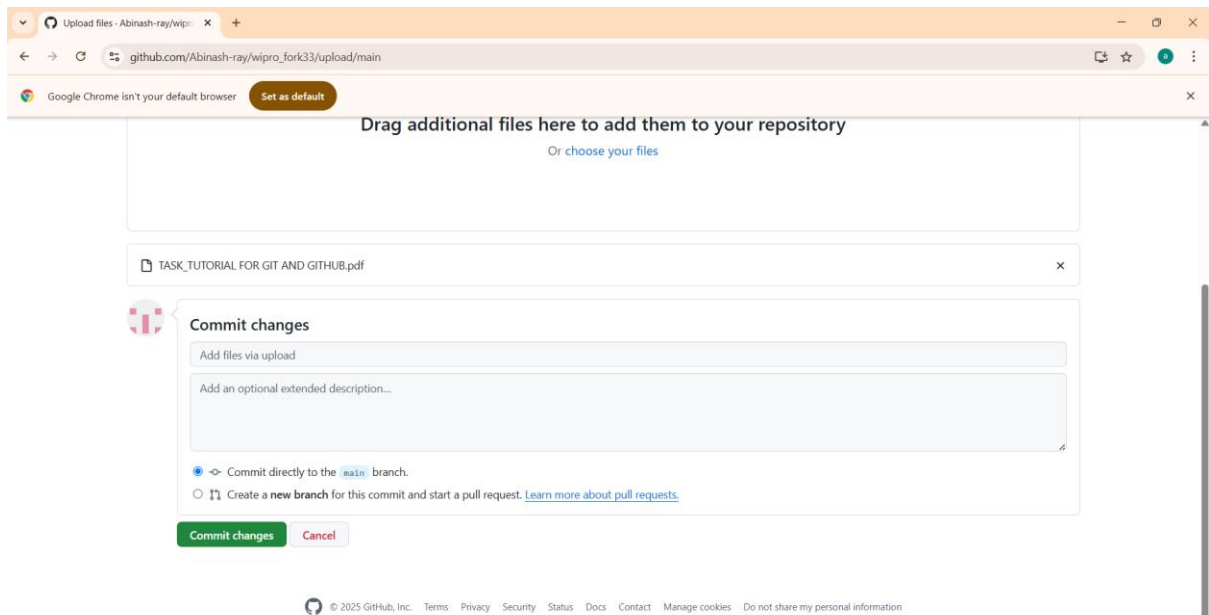 Upload files - Abinash-ray/wipro
github.com/Abinash-ray/wipro_fork33/upload/main
a
Google Chrome isn't your default browser Set as default
Drag additional files here to add them to your repository
Or choose your files
TASK_TUTORIAL FOR GIT AND GITHUB.pdf
Commit changes
Add files via upload
Add an optional extended description...
Commit directly to the main branch.
Create a new branch for this commit and start a pull request. Learn more about pull requests.
Commit changes Cancel
© 2025 GitHub, Inc. Terms Privacy Security Status Docs Contact Manage cookies Do not share my personal information